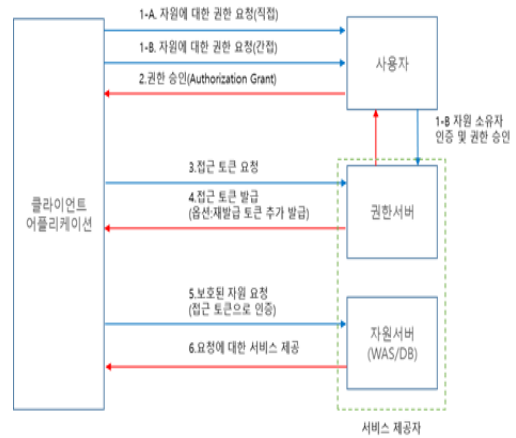 1-A. 자원에 대한 권한 요청(직접)
1-B. 자원에 대한 권한 요청(간접)
2.권한 승인(Authorization Grant)
사용자
1-B 자원 소유자
인증 및 권한 승인
3.접근 토큰 요청
4.접근 토큰 발급
(옵션:재발급 토큰 추가 발급)
클라이언트
어플리케이션
권한서버
5.보호된 자원 요청
(접근 토큰으로 인증)
6.요청에 대한 서비스 제공
자원서버
(WAS/DB)
서비스 제공자